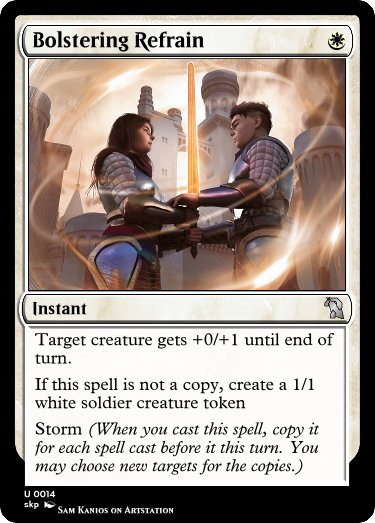 Bolstering Refrain
Instant
Target creature gets +0/+1 until end of
turn.
If this spell is not a copy, create a 1/1
white soldier creature token
Storm (When you cast this spell, copy it
for each spell cast before it this turn. You
may choose new targets for the copies.)
U 0014
skp Sam Kanios on Artstation